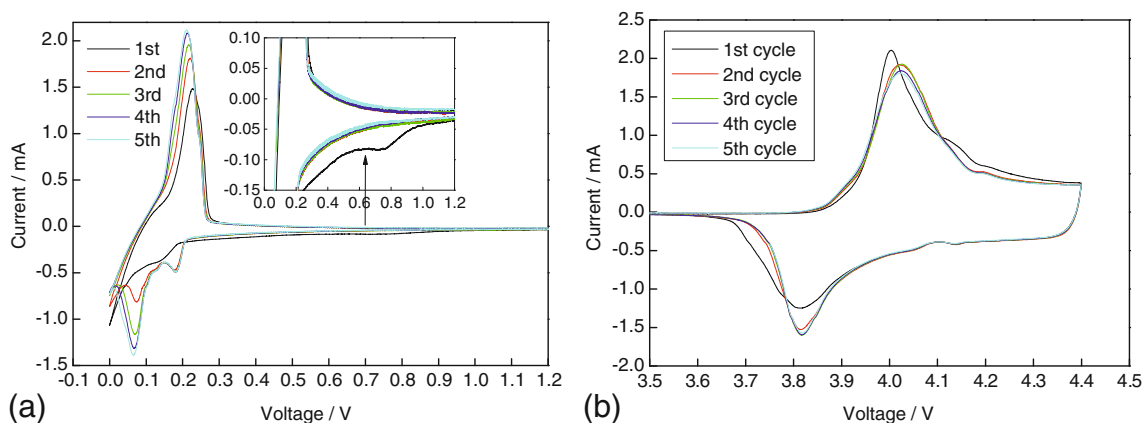 2.0
1.5
1.0
0.5
0.0
-0.5
-1.0
-1.5
Current / mA
1st
2nd
3rd
4th
5th
0.10
0.05
0.00
-0.05
-0.10
-0.15
0.0 0.2 0.4 0.6 0.8 1.0 1.2
-0.1 0.0 0.1 0.2 0.3 0.4 0.5 0.6 0.7 0.8 0.9 1.0 1.1 1.2
Voltage / V
(a)
2.5
2.0
1.5
1.0
0.5
0.0
-0.5
-1.0
-1.5
-2.0
Current / mA
1st cycle
2nd cycle
3rd cycle
4th cycle
5th cycle
3.5 3.6 3.7 3.8 3.9 4.0 4.1 4.2 4.3 4.4 4.5
Voltage / V
(b)